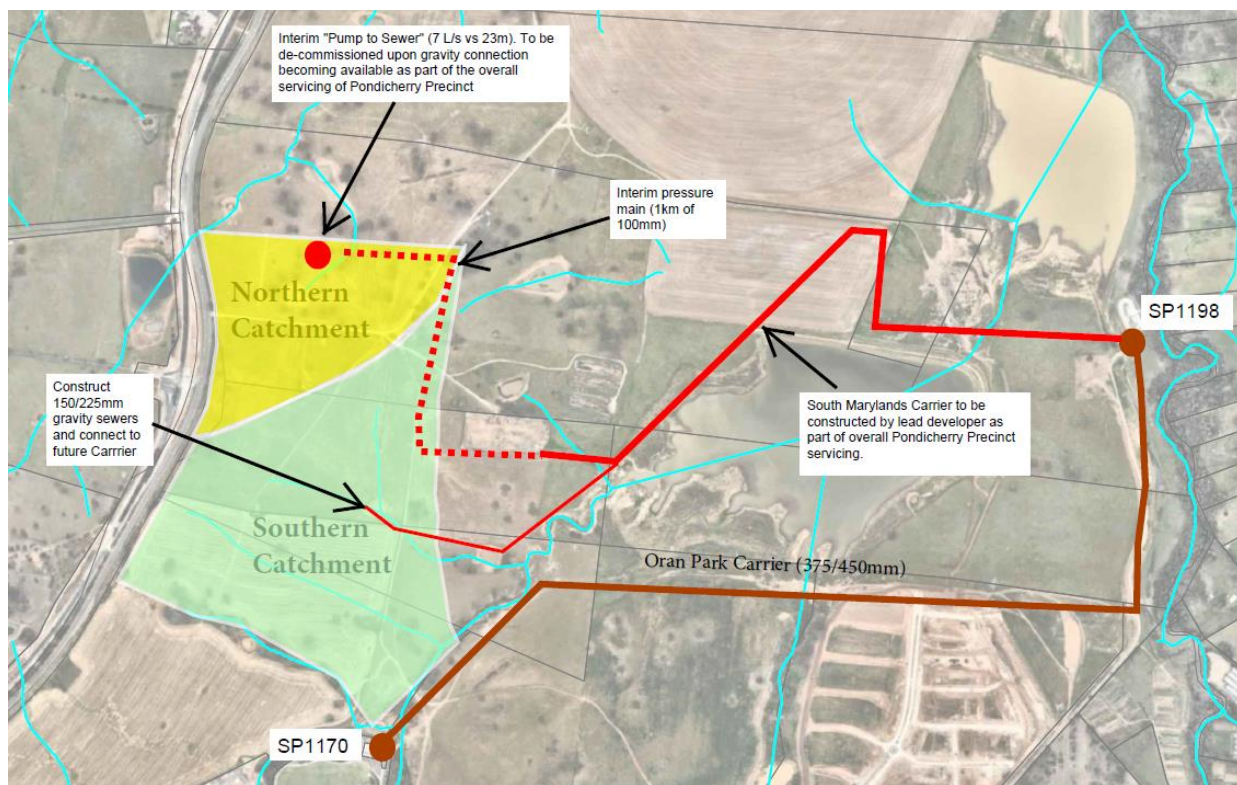 Interim "Pump to Sewer" (7 L/s vs 23m). To be
de-commissioned upon gravity connection
becoming available as part of the overall
servicing of Pondicherry Precinct
Interim pressure
main (1km of
100mm)
Northern
Catchment
SP1198
Construct
150/225mm
gravity sewers
and connect to
future Carrrier
South Marylands Carrier to be
constructed by lead developer as
part of overall Pondicherry Precinct
servicing.
Southern
Catchment
Oran Park Carrier (375/450mm)
SP1170